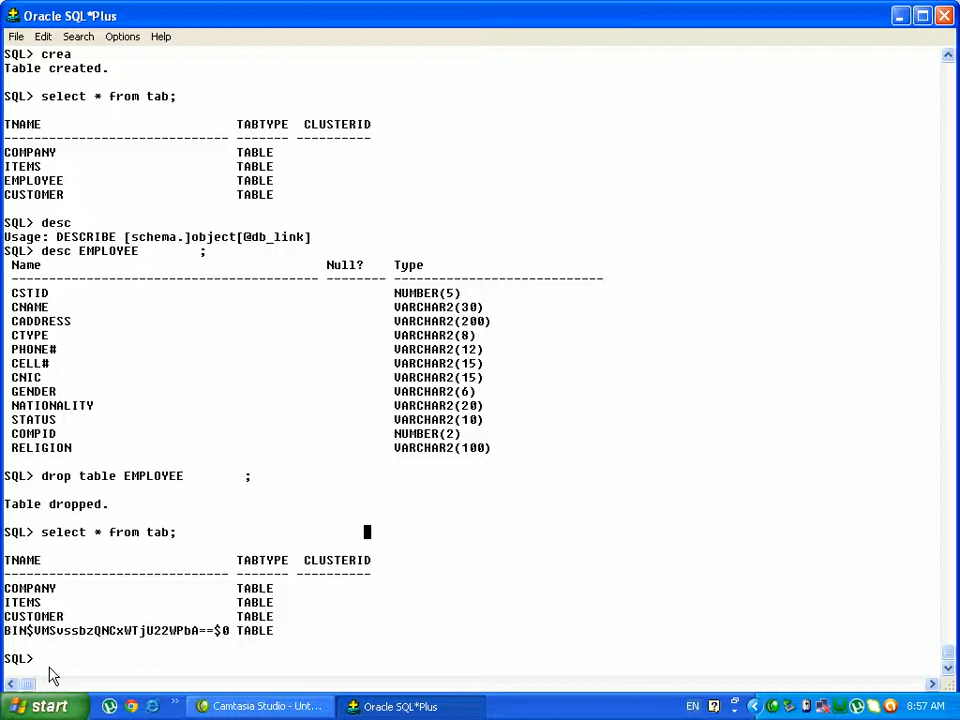 Oracle SQL*Plus
File Edit Search Options Help
SQL> crea
Table created.
SQL> select * from tab;
TNAME TABTYPE CLUSTERID
------------------------------ ------- ----------
COMPANY TABLE
ITEMS TABLE
EMPLOYEE TABLE
CUSTOMER TABLE
SQL> desc
Usage: DESCRIBE [schema.]object[@db_link]
SQL> desc EMPLOYEE ;
Name Null? Type
----------------------------------------- -------- ----------------------------
CSTID NUMBER(5)
CNAME VARCHAR2(30)
CADDRESS VARCHAR2(200)
CTYPE VARCHAR2(8)
PHONE# VARCHAR2(12)
CELL# VARCHAR2(15)
CNIC VARCHAR2(15)
GENDER VARCHAR2(6)
NATIONALITY VARCHAR2(20)
STATUS VARCHAR2(10)
COMPID NUMBER(2)
RELIGION VARCHAR2(100)
SQL> drop table EMPLOYEE ;
Table dropped.
SQL> select * from tab;
TNAME TABTYPE CLUSTERID
------------------------------ ------- ----------
COMPANY TABLE
ITEMS TABLE
CUSTOMER TABLE
BIN$VMSvssbzQNCxWTjU22WPbA==$0 TABLE
SQL>
start Camtasia Studio - Unt... Oracle SQL*Plus EN 8:57 AM